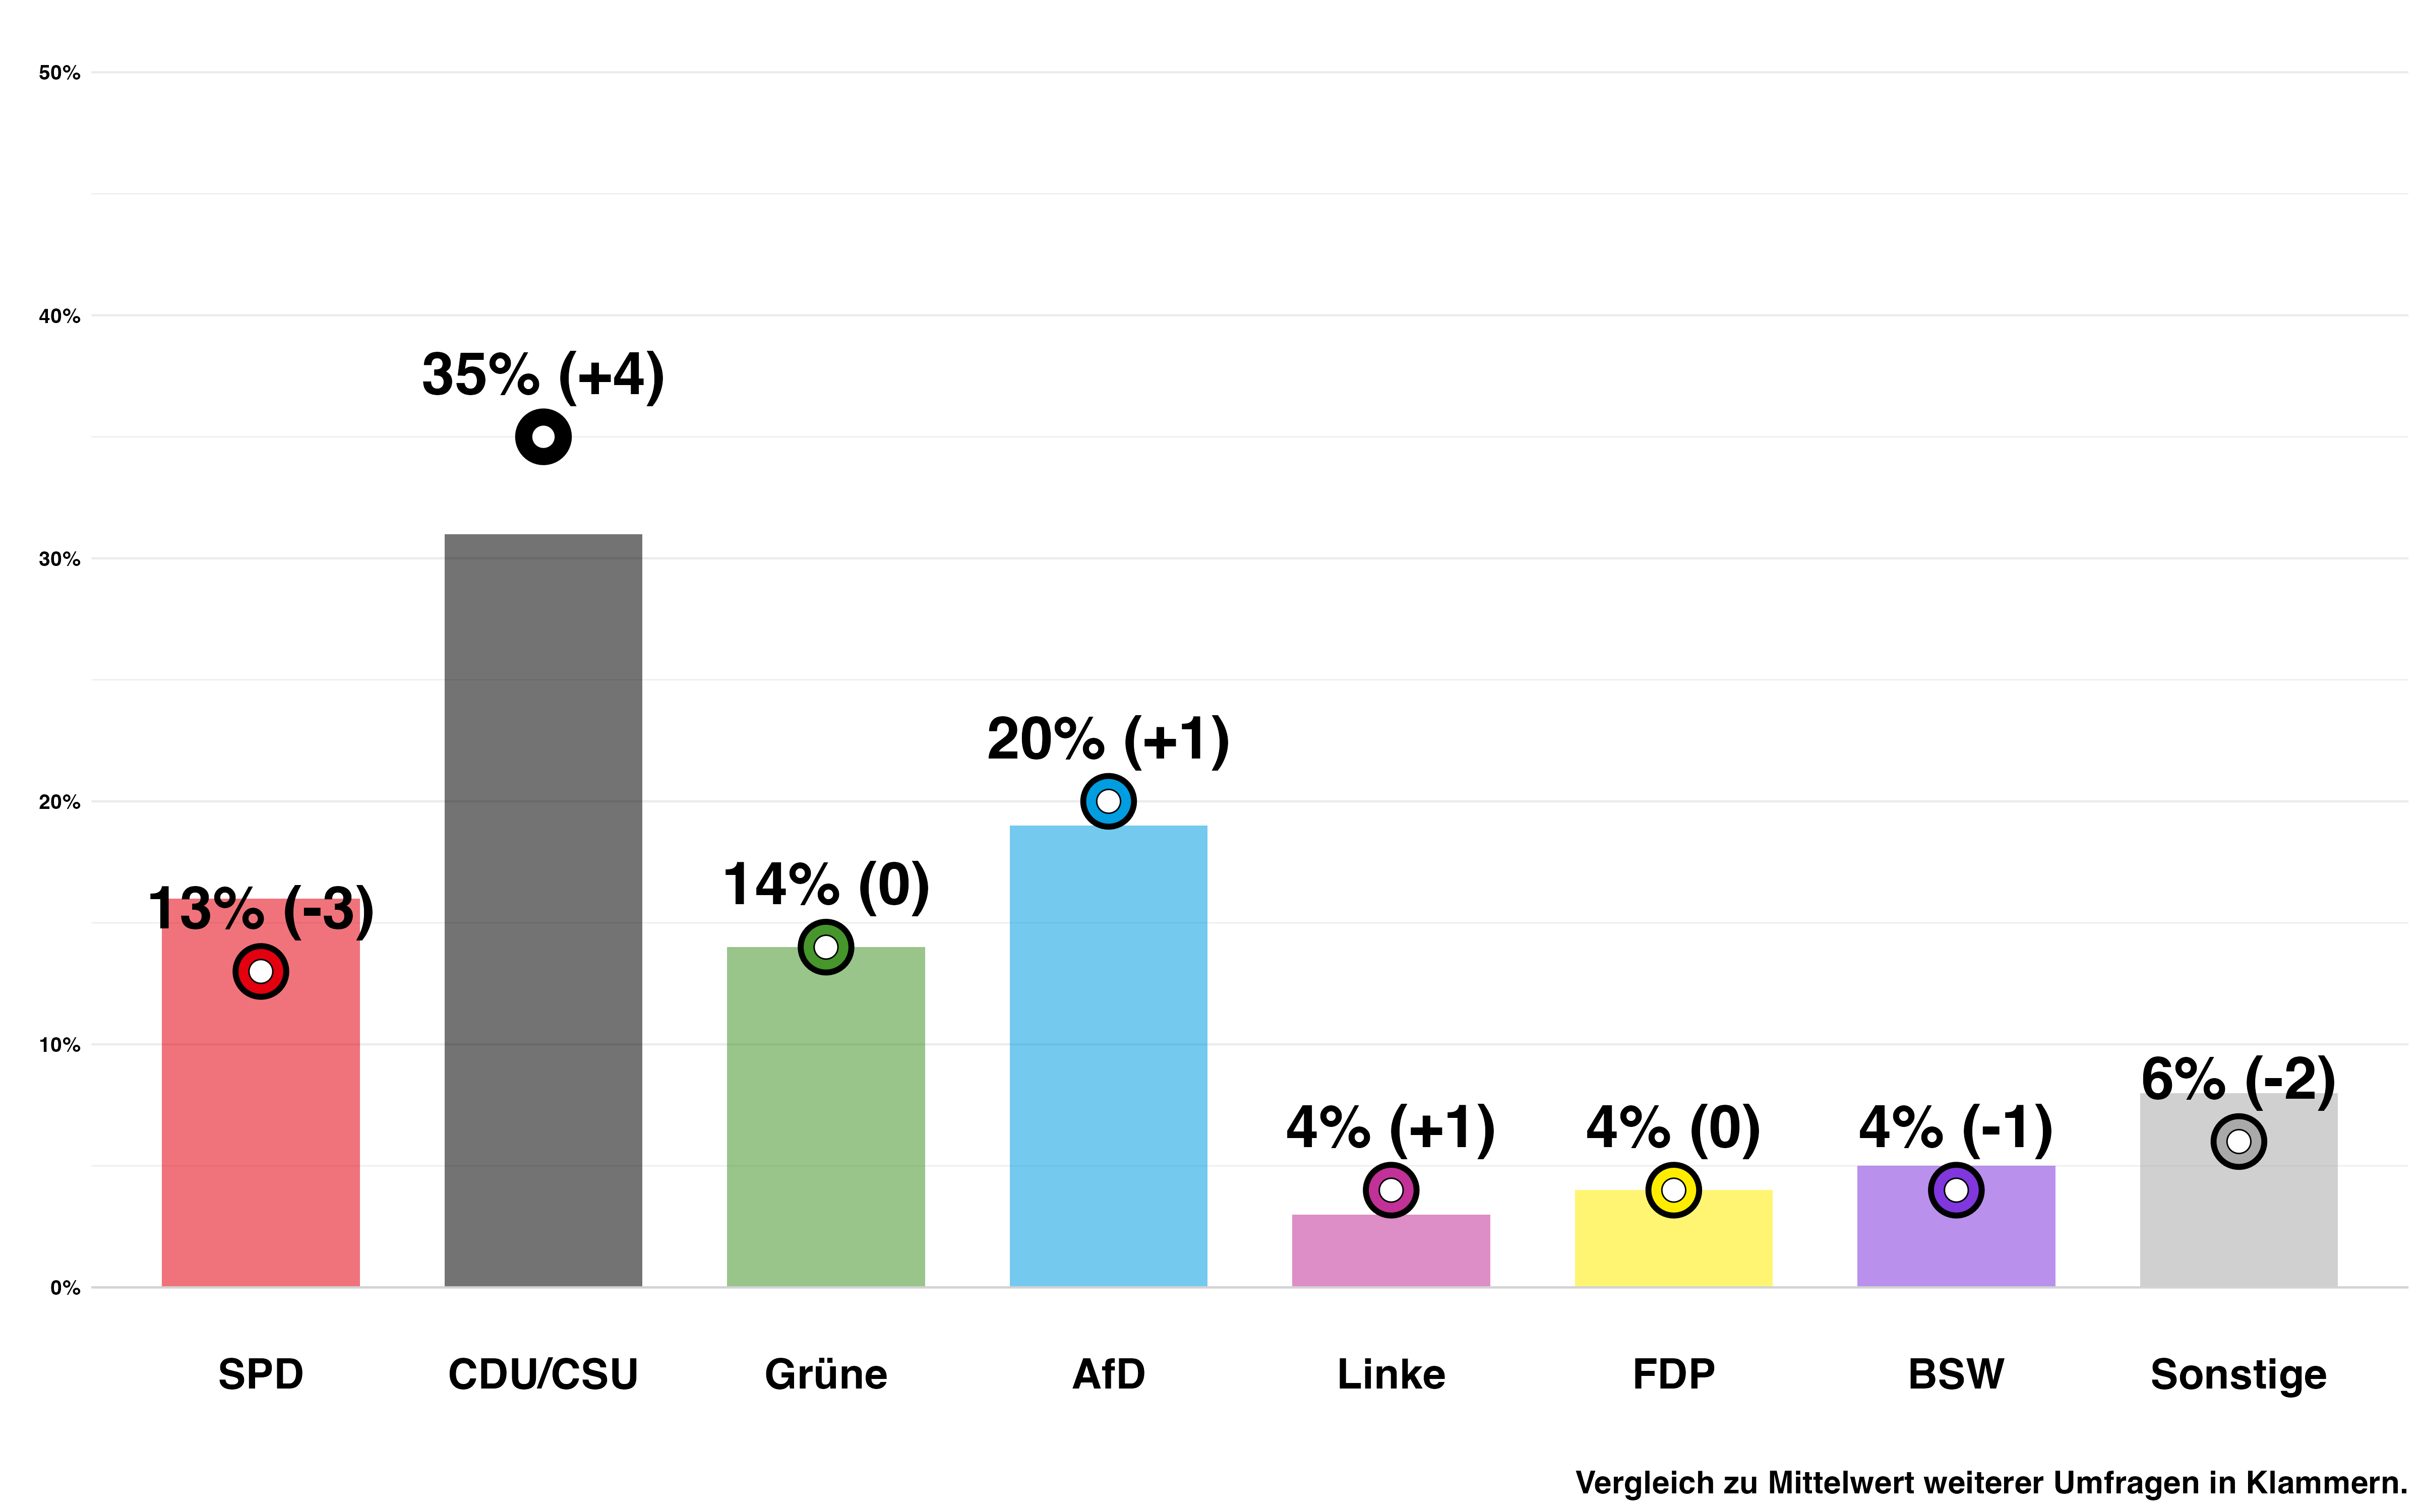 50%
40%
35% (+4)
30%
20% (+1)
20%
14% (0)
13% (-3)
10%
6% (-2)
4% (+1)
4% (0)
4% (-1)
0%
SPD
CDU/CSU
Grüne
AfD
Linke
FDP
BSW
Sonstige
Vergleich zu Mittelwert weiterer Umfragen in Klammern.